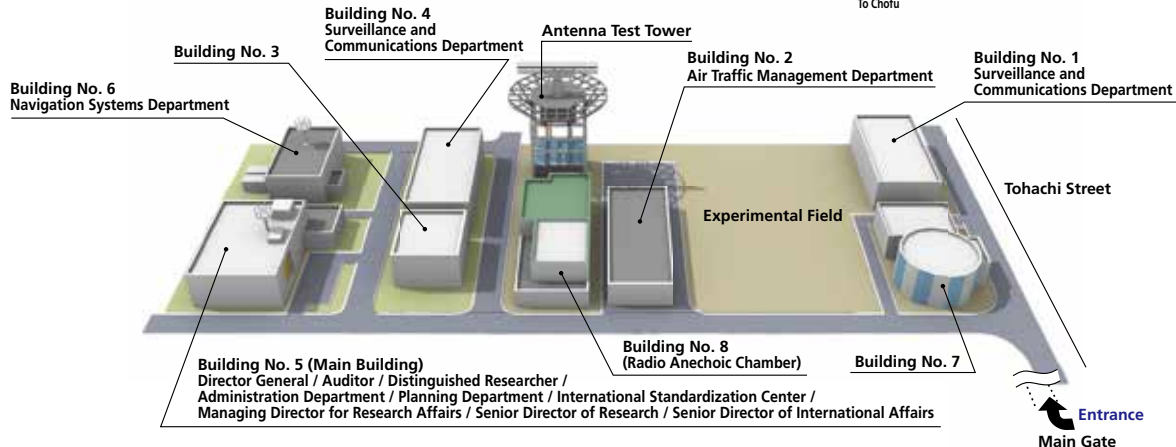 To Chofu
Building No. 4
Surveillance and
Communications Department
Antenna Test Tower
Building No. 3
Building No. 2
Air Traffic Management Department
Building No. 1
Surveillance and
Communications Department
Building No. 6
Navigation Systems Department
Tohachi Street
Experimental Field
Building No. 5 (Main Building)
Director General / Auditor / Distinguished Researcher /
Administration Department / Planning Department / International Standardization Center /
Managing Director for Research Affairs / Senior Director of Research / Senior Director of International Affairs
Building No. 8
(Radio Anechoic Chamber)
Building No. 7
Entrance
Main Gate